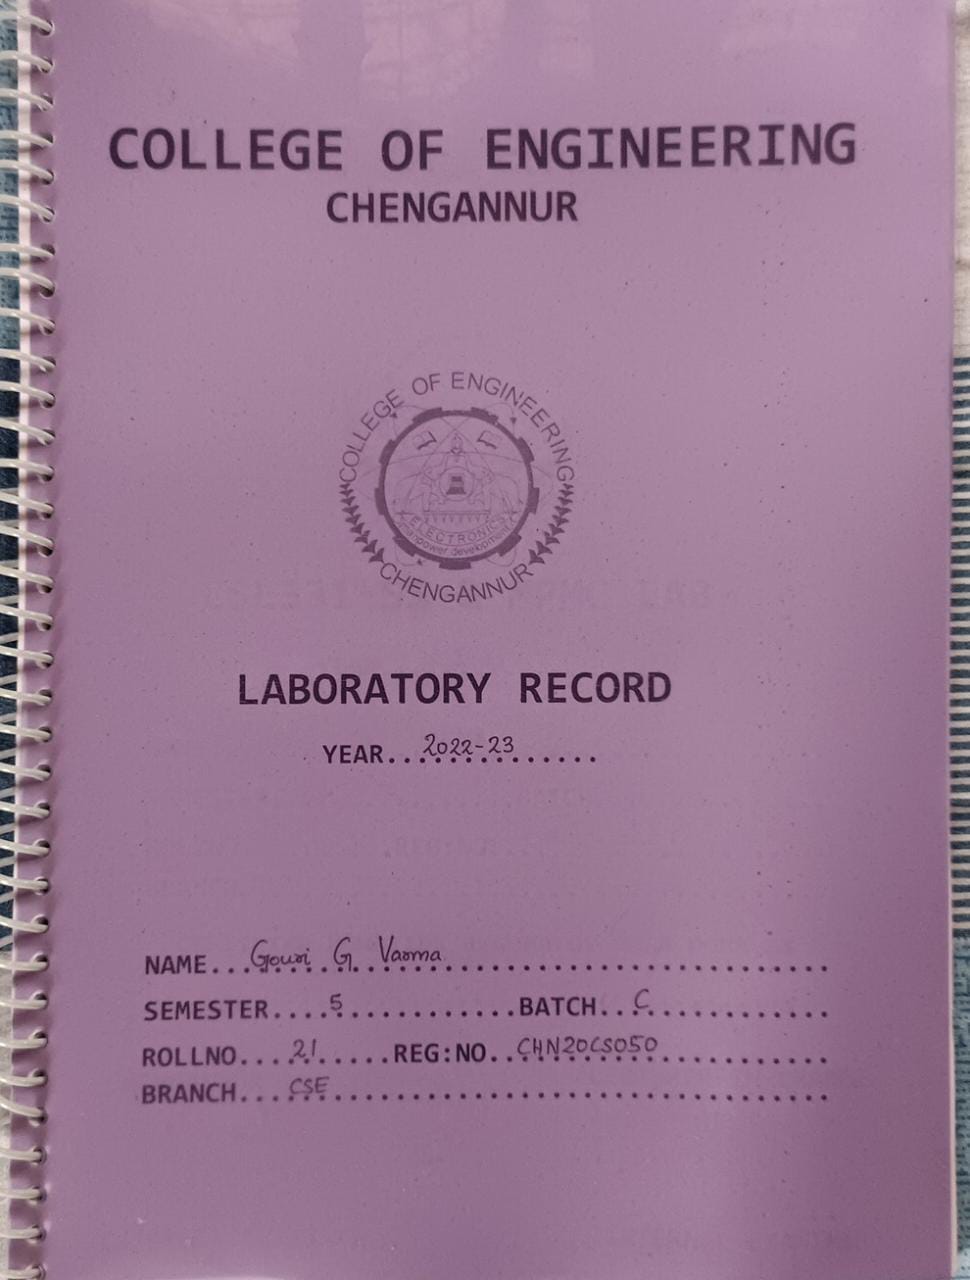 COLLEGE OF ENGINEERING
CHENGANNUR
COLLEGE OF ENGINEERING
ELECTRONICS
manpower development
CHENGANNUR
LABORATORY RECORD
YEAR...2022-23.............
NAME...Gouri G Varma..............................
SEMESTER....5.............BATCH..C.............
ROLLNO....21......REG:NO..CHN20CS050..............
BRANCH...CSE..................................